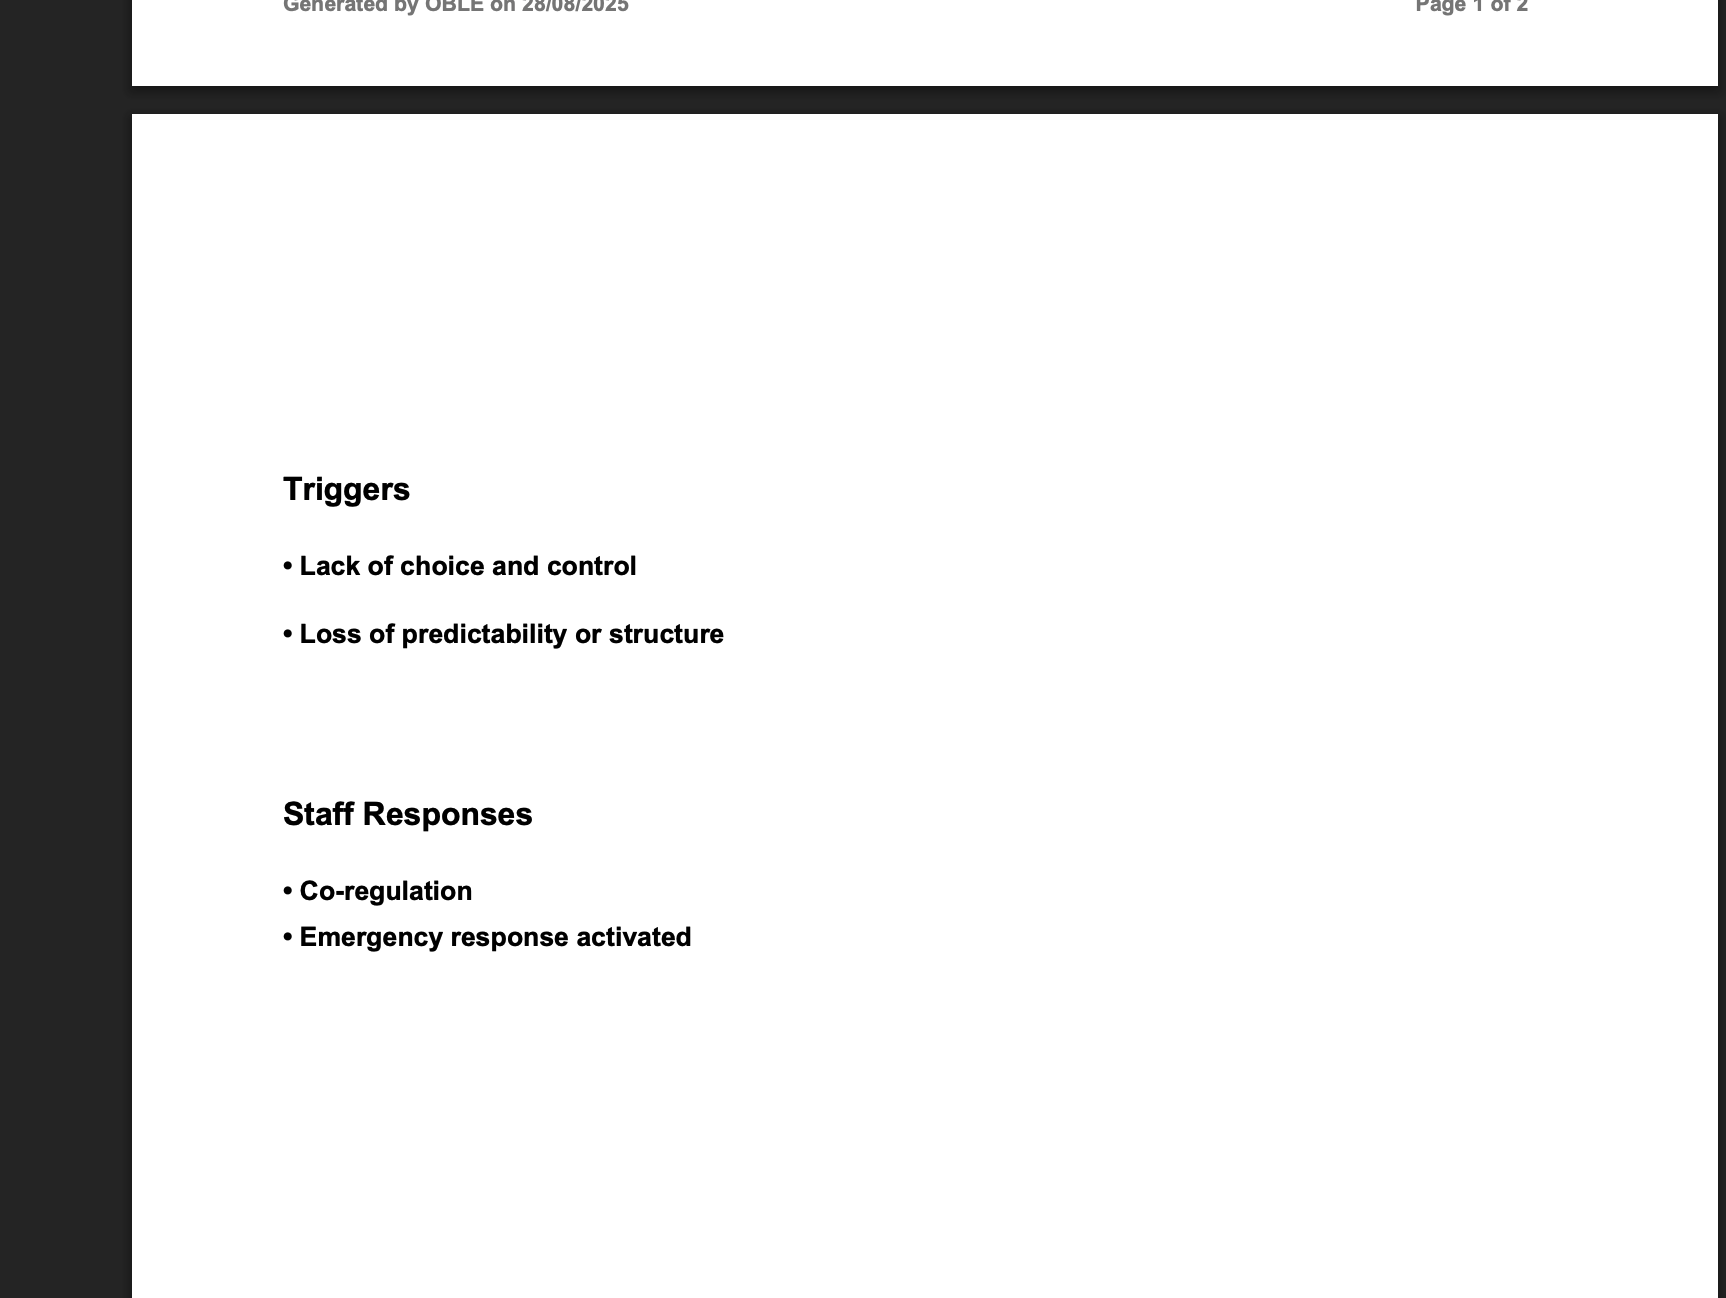 Generated by OBLE on 28/08/2025 Page 1 of 2
Triggers
• Lack of choice and control
• Loss of predictability or structure
Staff Responses
• Co-regulation
• Emergency response activated